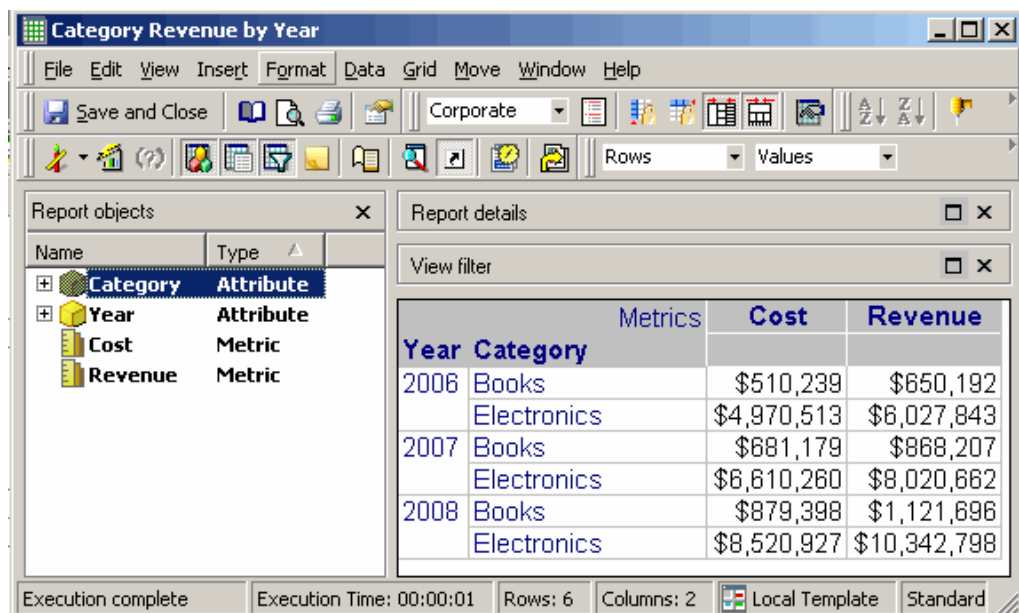 Category Revenue by Year
File Edit View Insert Format Data Grid Move Window Help
Save and Close Corporate
Rows Values
Report objects
Name Type
Category Attribute
Year Attribute
Cost Metric
Revenue Metric
Report details
View filter
Metrics Cost Revenue
Year Category
2006 Books $510,239 $650,192
Electronics $4,970,513 $6,027,843
2007 Books $681,179 $868,207
Electronics $6,610,260 $8,020,662
2008 Books $879,398 $1,121,696
Electronics $8,520,927 $10,342,798
Execution complete Execution Time: 00:00:01 Rows: 6 Columns: 2 Local Template Standard